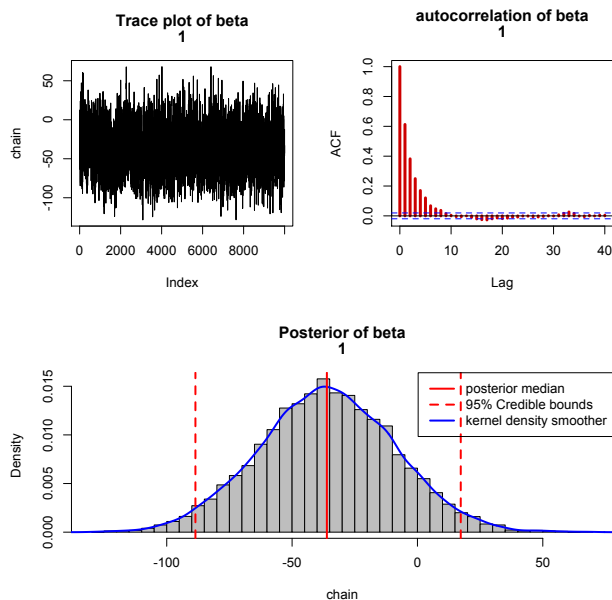 Trace plot of beta
1
chain
50
0
-50
-100
0 2000 4000 6000 8000
Index
autocorrelation of beta
1
ACF
1.0
0.8
0.6
0.4
0.2
0.0
0 10 20 30 40
Lag
Posterior of beta
1
Density
0.015
0.010
0.005
0.000
posterior median
95% Credible bounds
kernel density smoother
-100 -50 0 50
chain